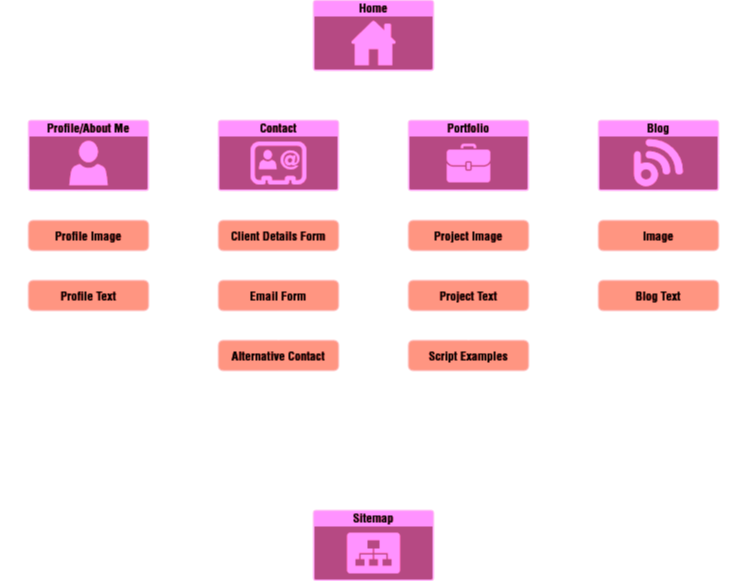 Home
Profile/About Me
Contact
Portfolio
Blog
Profile Image
Client Details Form
Project Image
Image
Profile Text
Email Form
Project Text
Blog Text
Alternative Contact
Script Examples
Sitemap